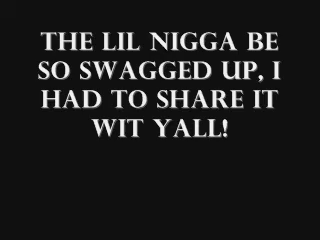 THE LIL NIGGA BE
SO SWAGGED UP, I
HAD TO SHARE IT
WIT YALL!